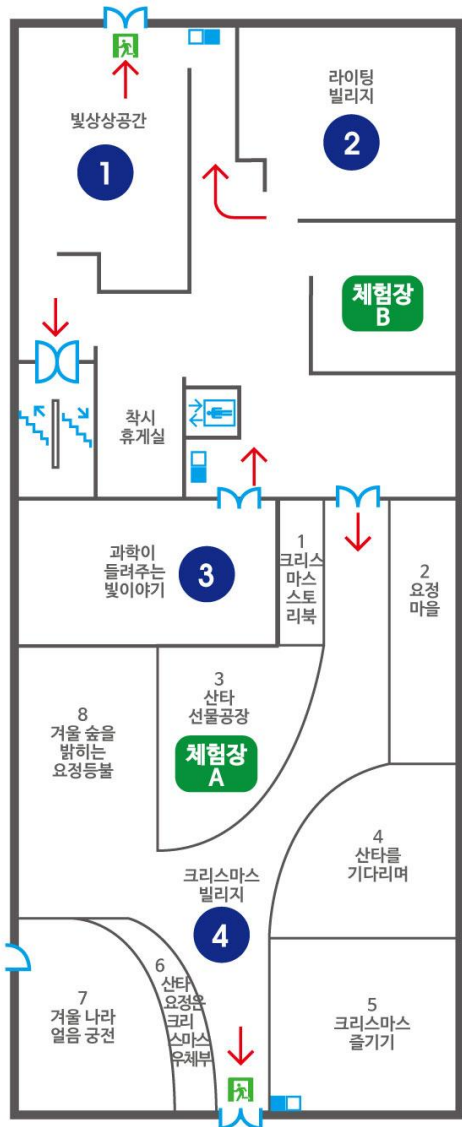 빛상상공간
1
라이팅
빌리지
2
체험장
B
착시
휴게실
과학이
들려주는
빛이야기
3
1
크리스
마스
스토
리북
2
요정
마을
3
산타
선물공장
체험장
A
8
겨울 숲을
밝히는
요정등불
4
산타를
기다리며
크리스마스
빌리지
4
7
겨울 나라
얼음 궁전
6
산타
요정은
크리
스마스
우체부
5
크리스마스
즐기기